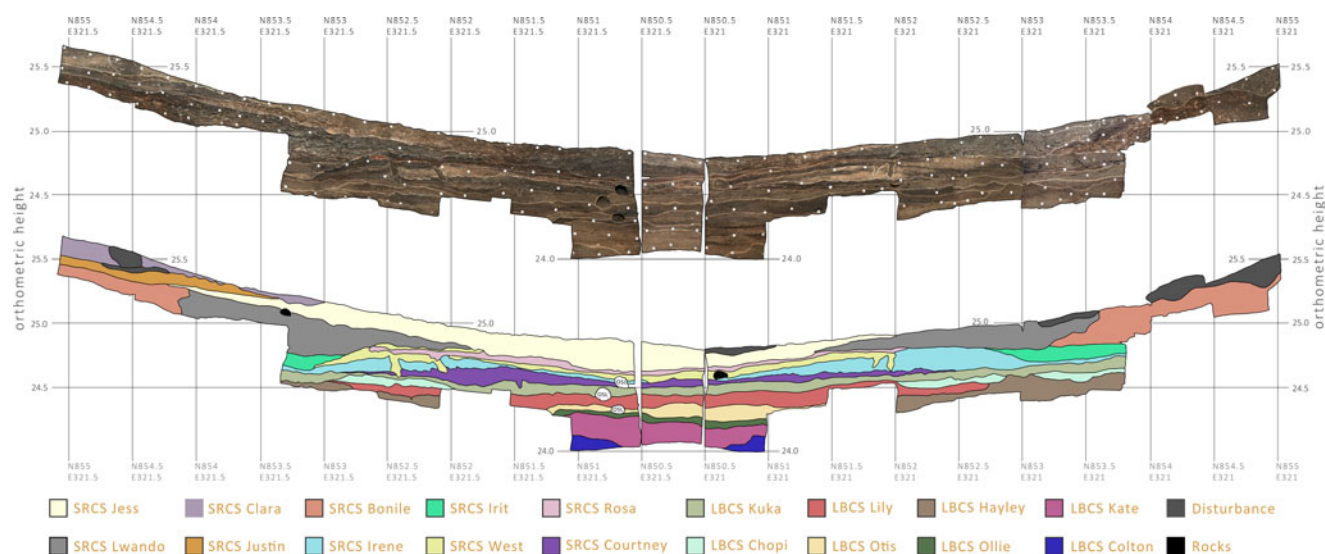 N855 N854.5 N854 N853.5 N853 N852.5 N852 N851.5 N851 N850.5 N850.5 N851 N851.5 N852 N852.5 N853 N853.5 N854 N854.5 N855
E321.5 E321.5 E321.5 E321.5 E321.5 E321.5 E321.5 E321.5 E321.5 E321.5 E321 E321 E321 E321 E321 E321 E321 E321 E321 E321
25.5 25.5 25.5 25.5
25.0 25.0 25.0 25.0
24.5 24.5
24.0 24.0
orthometric height
orthometric height
25.5 25.5 25.5 25.5
25.0 25.0 25.0 25.0
OSL
24.5 OSL 24.5
OSL
24.0 24.0
N855 N854.5 N854 N853.5 N853 N852.5 N852 N851.5 N851 N850.5 N850.5 N851 N851.5 N852 N852.5 N853 N853.5 N854 N854.5 N855
E321.5 E321.5 E321.5 E321.5 E321.5 E321.5 E321.5 E321.5 E321.5 E321.5 E321 E321 E321 E321 E321 E321 E321 E321 E321 E321
SRCS Jess SRCS Clara SRCS Bonile SRCS Irit SRCS Rosa LBCS Kuka LBCS Lily LBCS Hayley LBCS Kate Disturbance
SRCS Lwando SRCS Justin SRCS Irene SRCS West SRCS Courtney LBCS Chopi LBCS Otis LBCS Ollie LBCS Colton Rocks